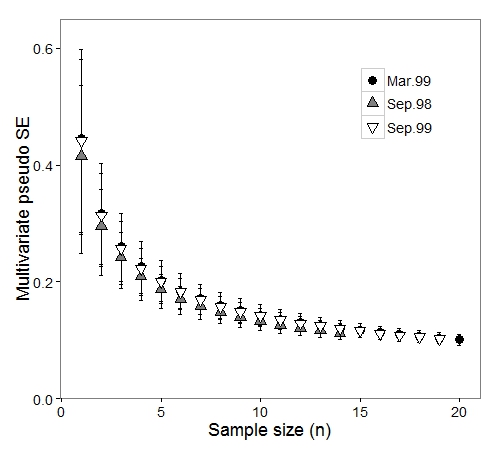 0.6
0.4
0.2
0.0
Multivariate pseudo SE
Mar.99
Sep.98
Sep.99
0 5 10 15 20
Sample size (n)